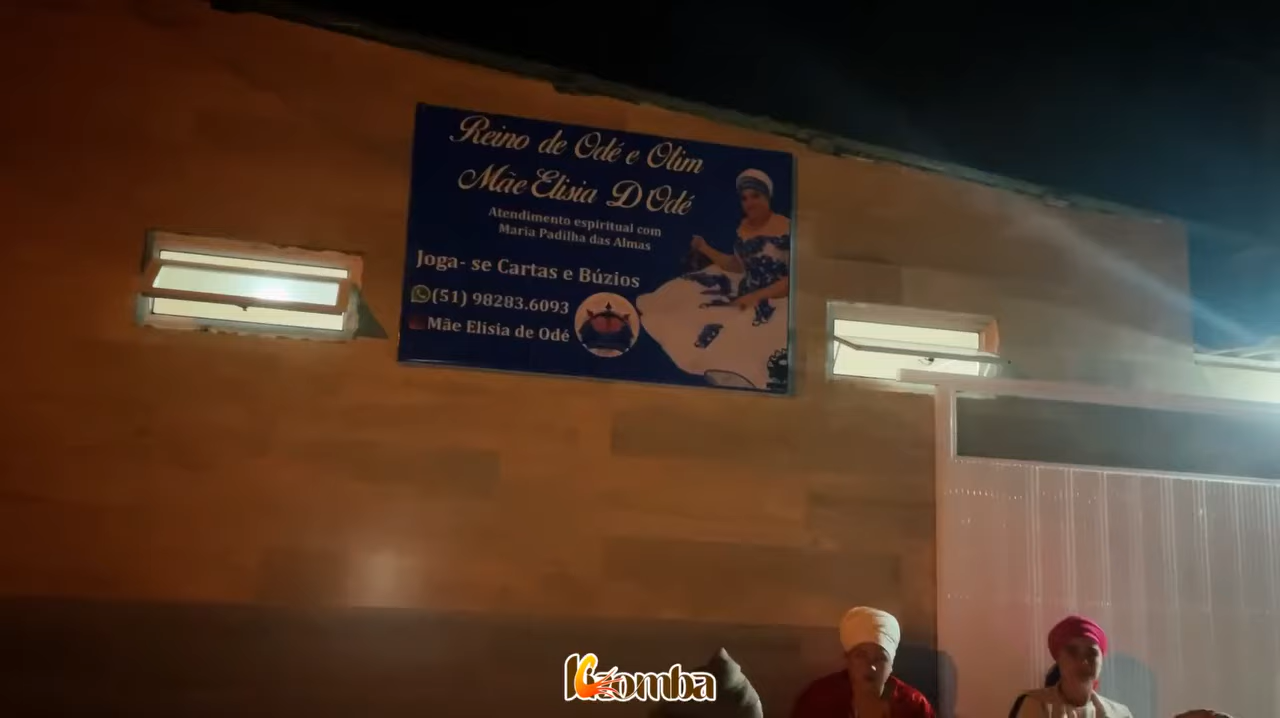 Reino de Odé e Olim
Mãe Elisia D'Odé
Atendimento espiritual com
Maria Padilha das Almas
Joga- se Cartas e Búzios
(51) 98283.6093
Mãe Elisia de Odé
Kizomba